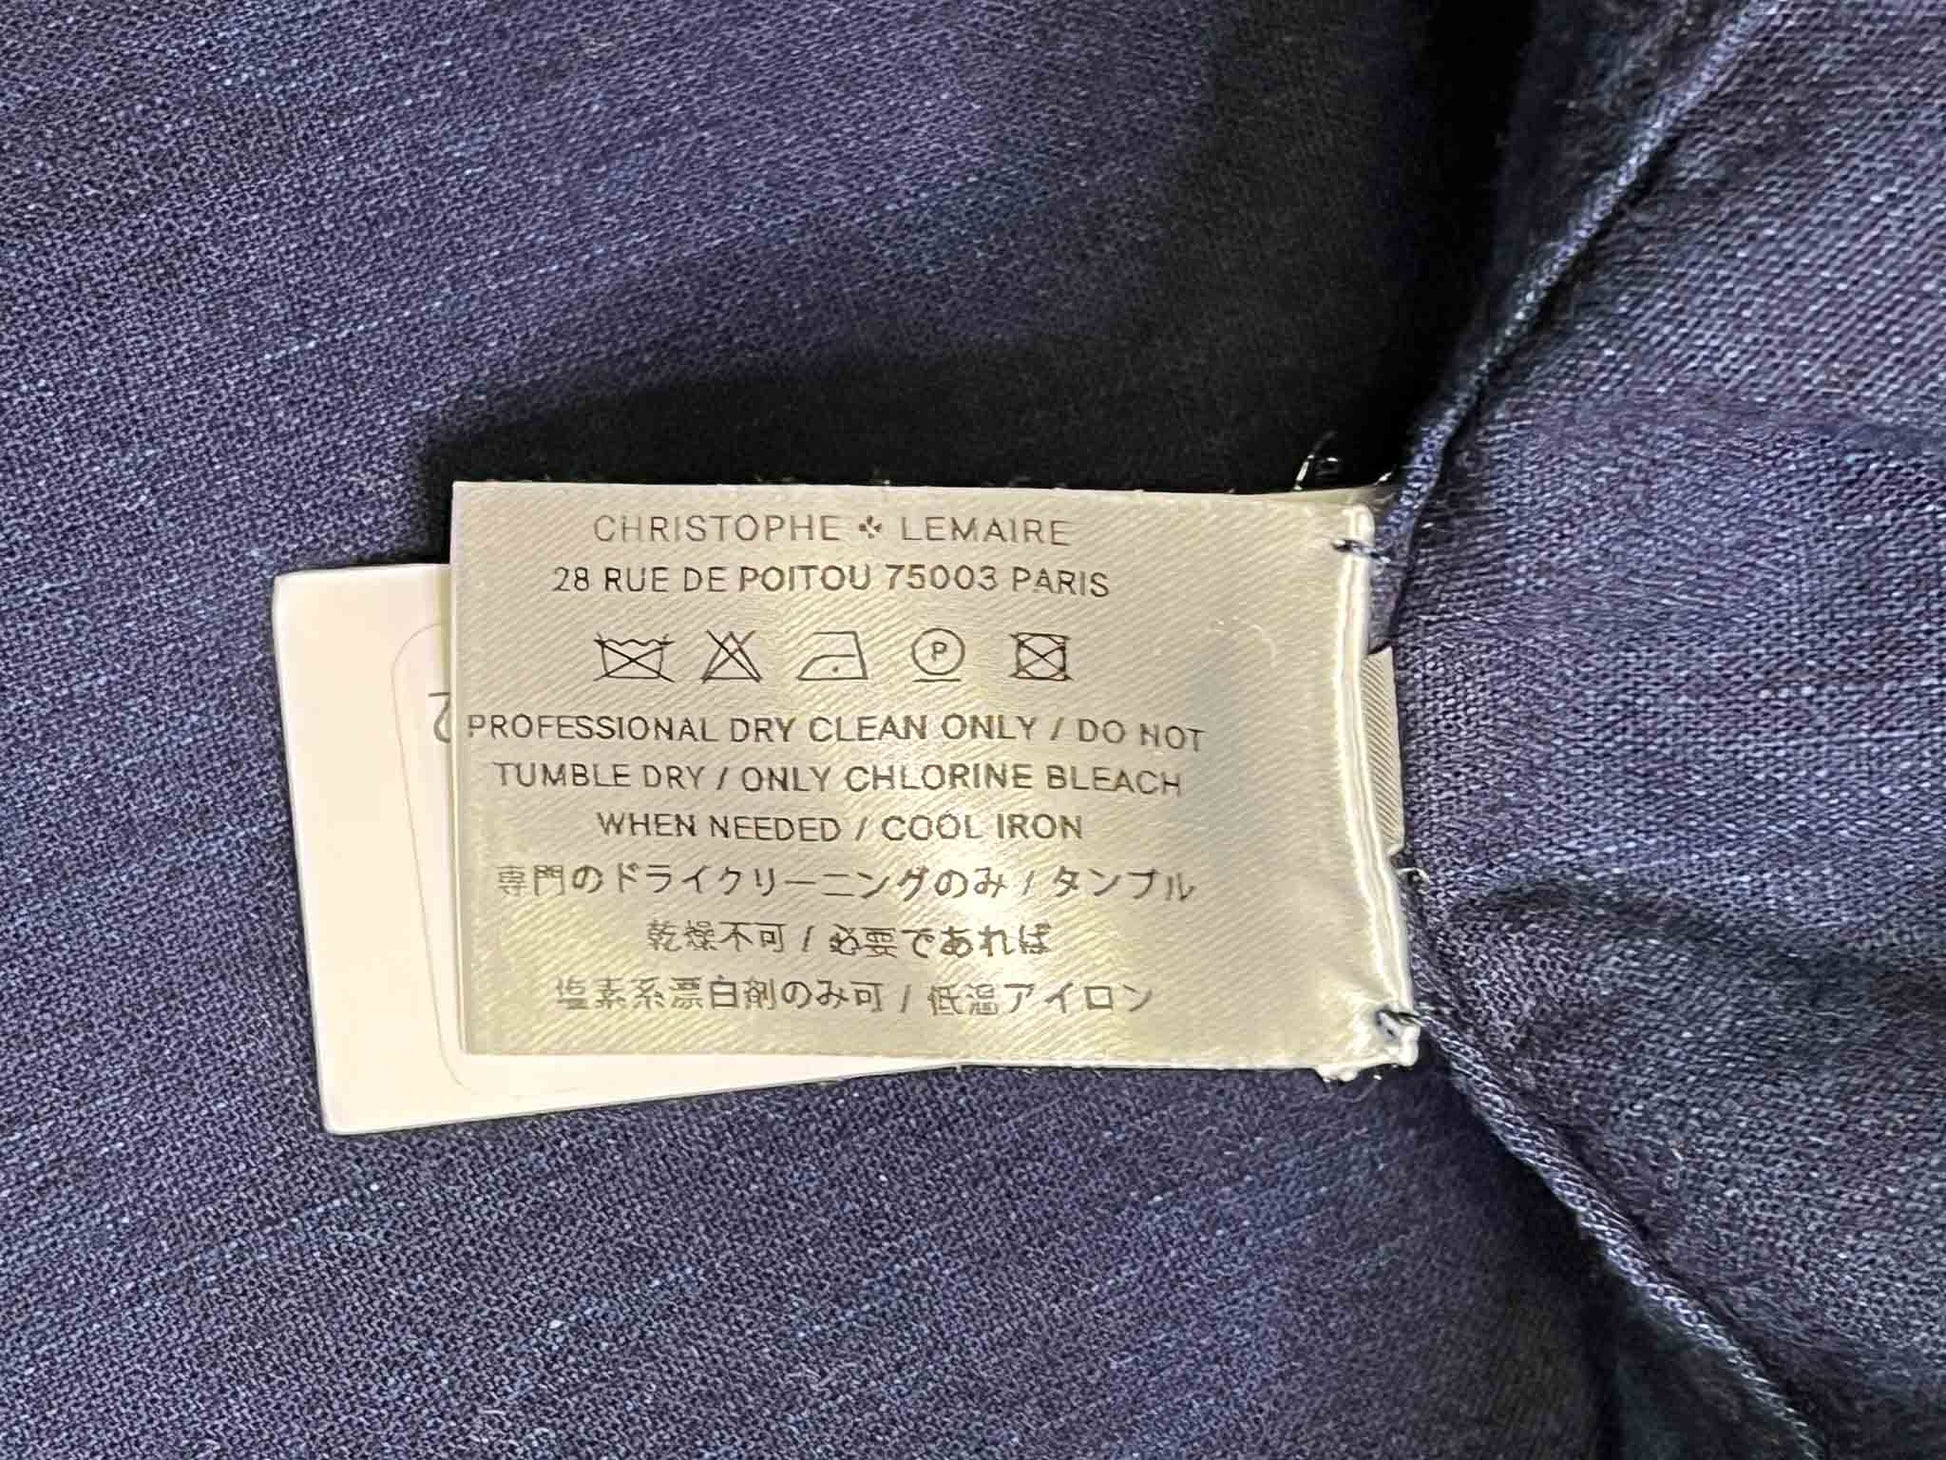 CHRISTOPHE LEMAIRE
28 RUE DE POITOU 75003 PARIS
P
PROFESSIONAL DRY CLEAN ONLY / DO NOT
TUMBLE DRY / ONLY CHLORINE BLEACH
WHEN NEEDED / COOL IRON
専門のドライクリーニングのみ / タンブル
乾燥不可 / 必要であれば
塩素系漂白剤のみ可 / 低温アイロン